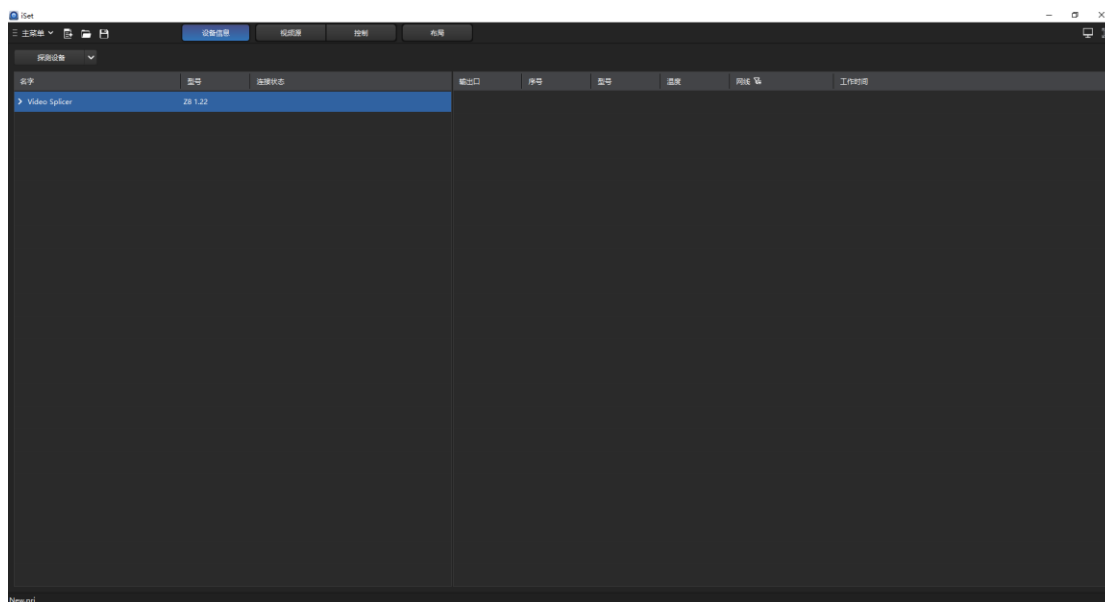 iSet
主菜单 设备信息 视频源 控制 布局
探测设备
名字 型号 连接状态 输出口 序号 型号 温度 网线 工作时间
Video Splicer Z8 1.22
New.prj